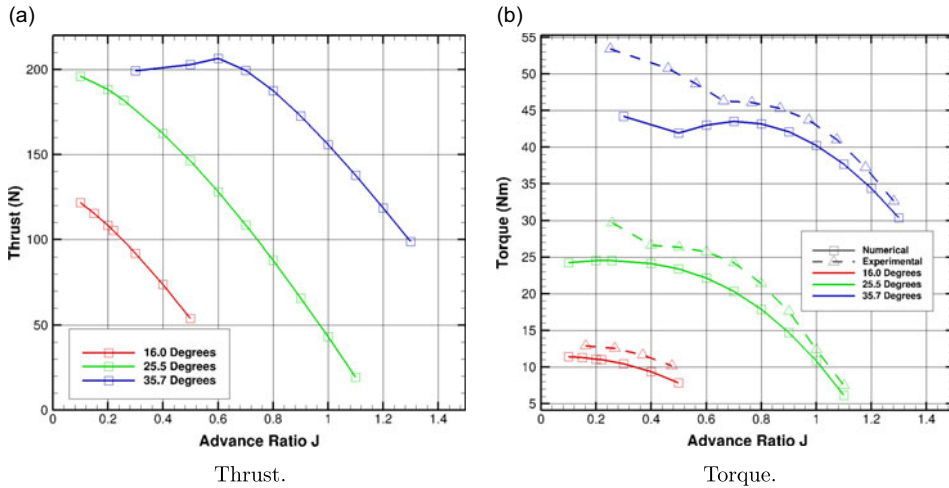 (a)
200
150
100
50
0
Thrust (N)
0 0.2 0.4 0.6 0.8 1 1.2 1.4
Advance Ratio J
16.0 Degrees
25.5 Degrees
35.7 Degrees
Thrust.
(b)
55
50
45
40
35
30
25
20
15
10
5
Torque (Nm)
0 0.2 0.4 0.6 0.8 1 1.2 1.4
Advance Ratio J
Numerical
Experimental
16.0 Degrees
25.5 Degrees
35.7 Degrees
Torque.